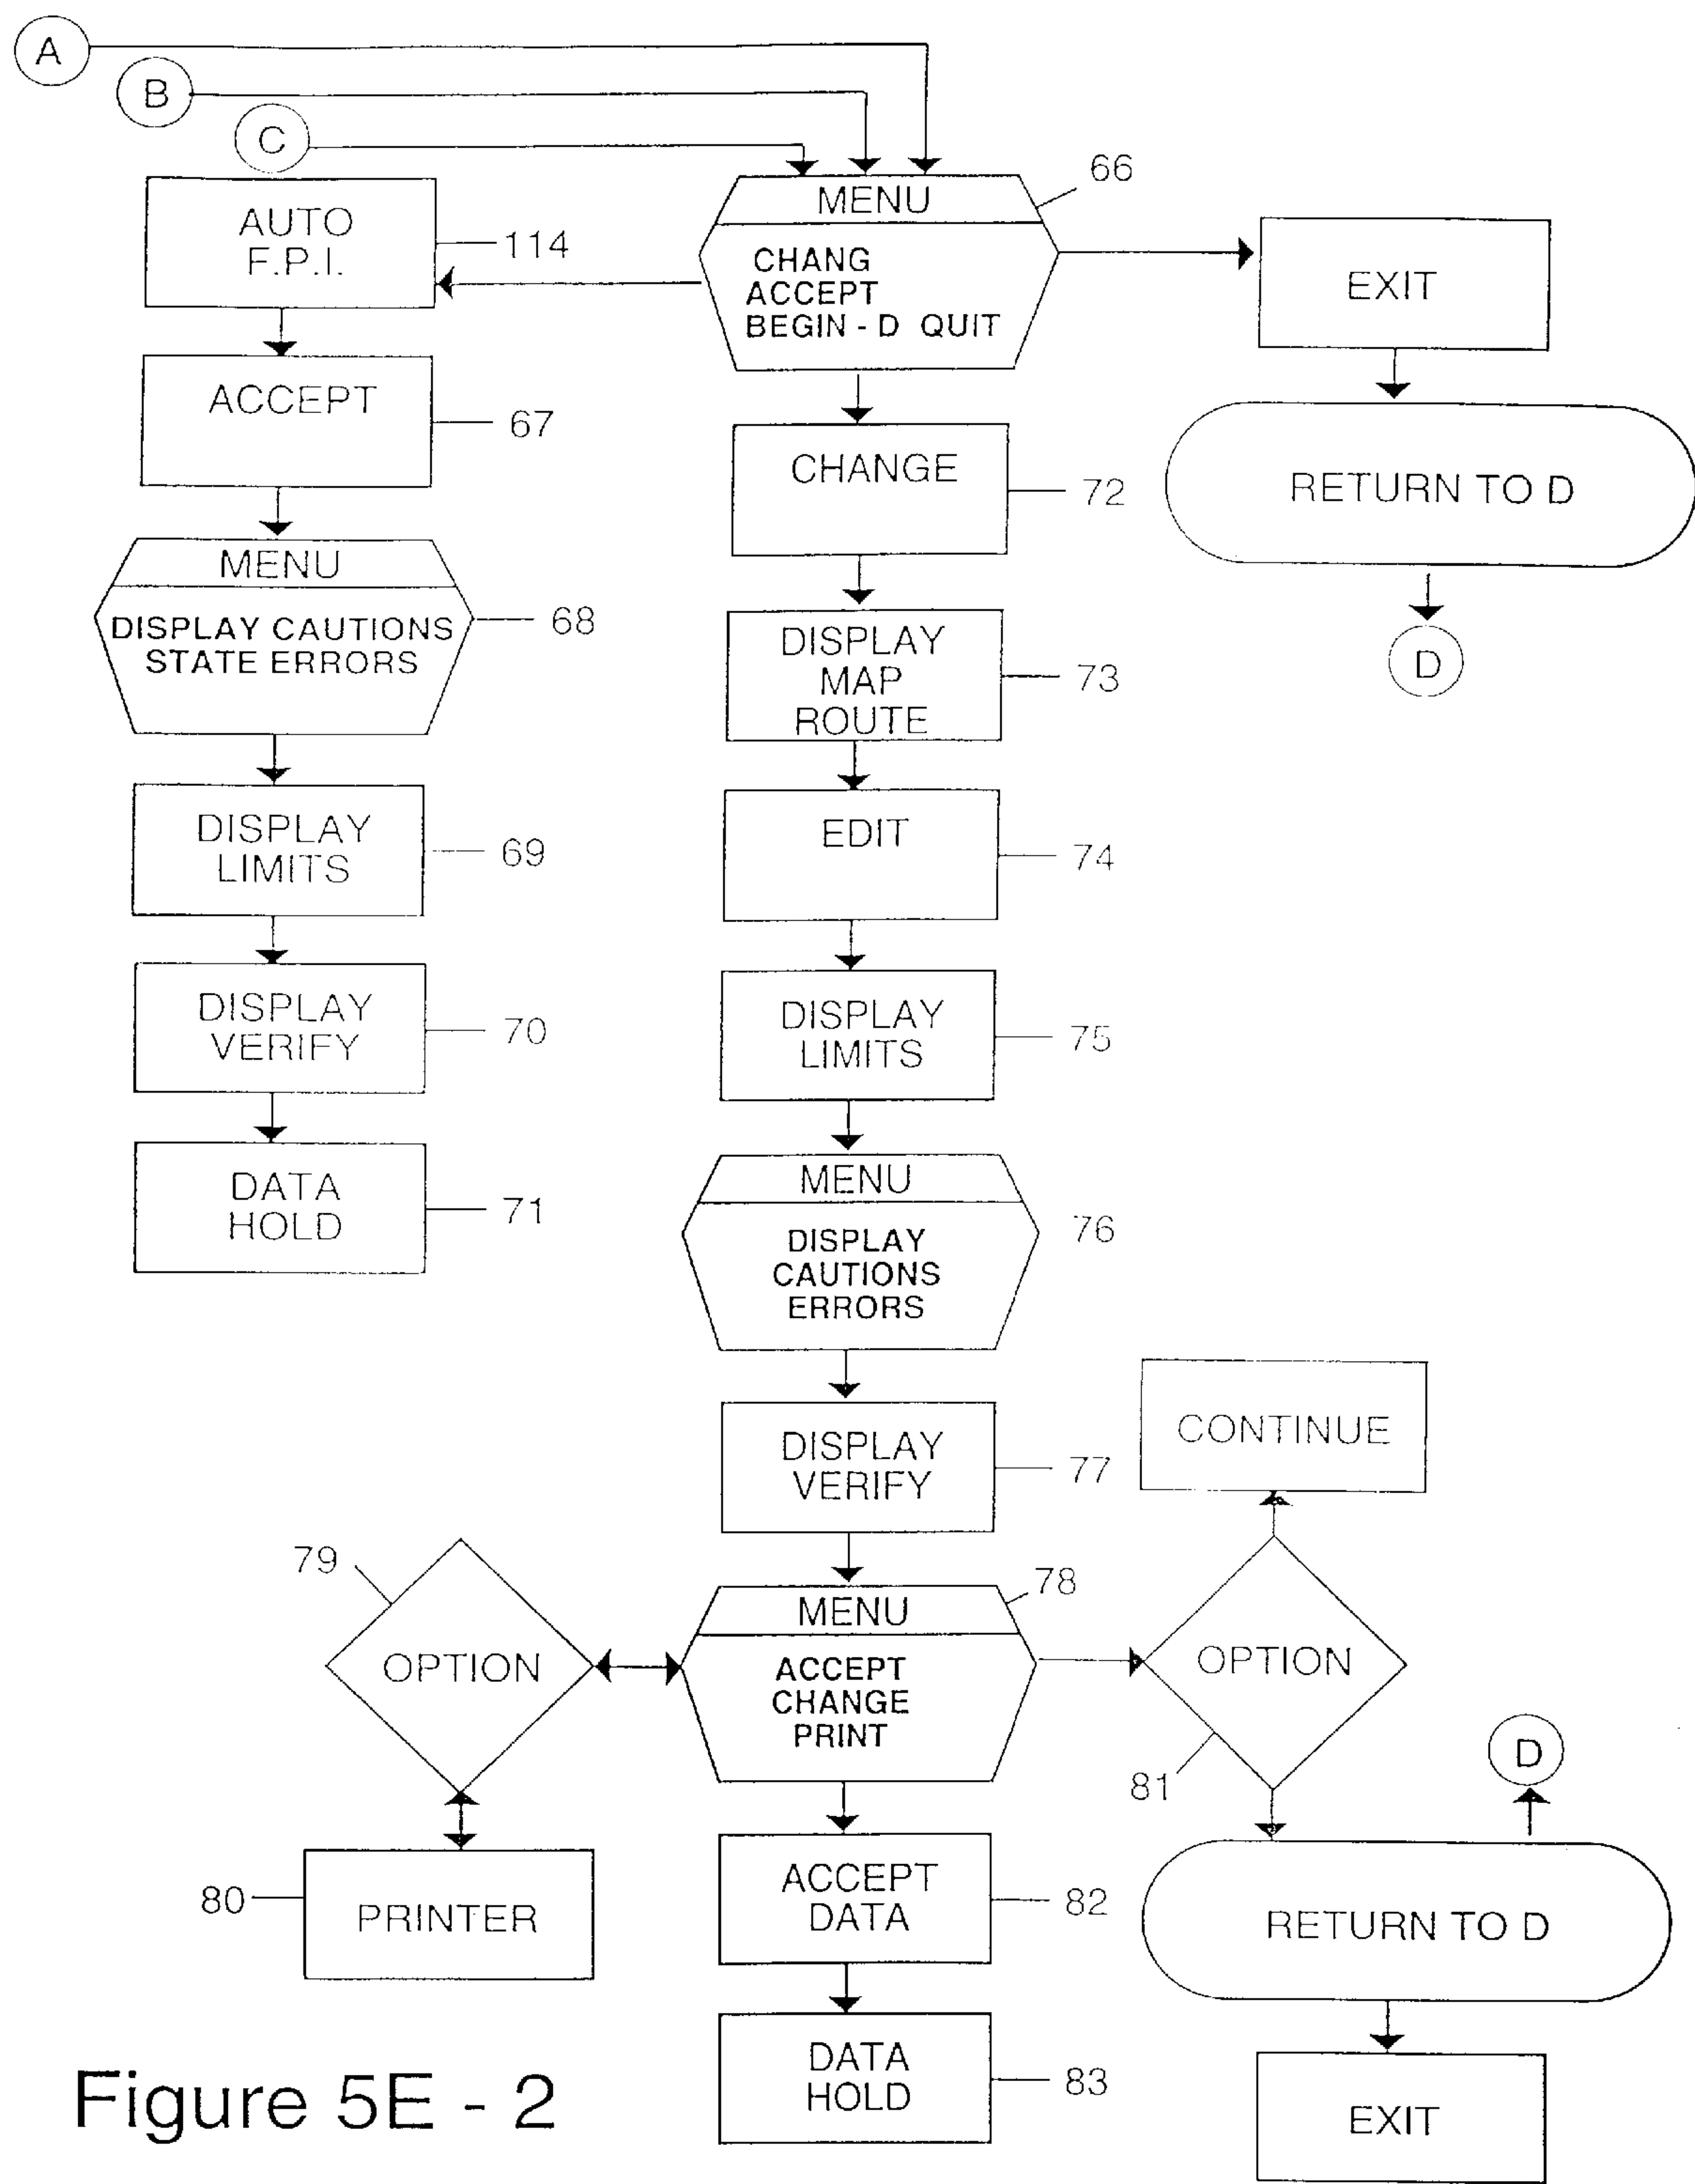 A
B
C
MENU
66
CHANG
ACCEPT
BEGIN - D QUIT
AUTO
F.P.I.
114
EXIT
ACCEPT
67
CHANGE
72
RETURN TO D
D
MENU
DISPLAY CAUTIONS
STATE ERRORS
68
DISPLAY
MAP
ROUTE
73
DISPLAY
LIMITS
69
EDIT
74
DISPLAY
VERIFY
70
DISPLAY
LIMITS
75
DATA
HOLD
71
MENU
DISPLAY
CAUTIONS
ERRORS
76
DISPLAY
VERIFY
77
CONTINUE
79
OPTION
MENU
78
ACCEPT
CHANGE
PRINT
OPTION
81
D
80
PRINTER
ACCEPT
DATA
82
RETURN TO D
DATA
HOLD
83
EXIT
Figure 5E - 2